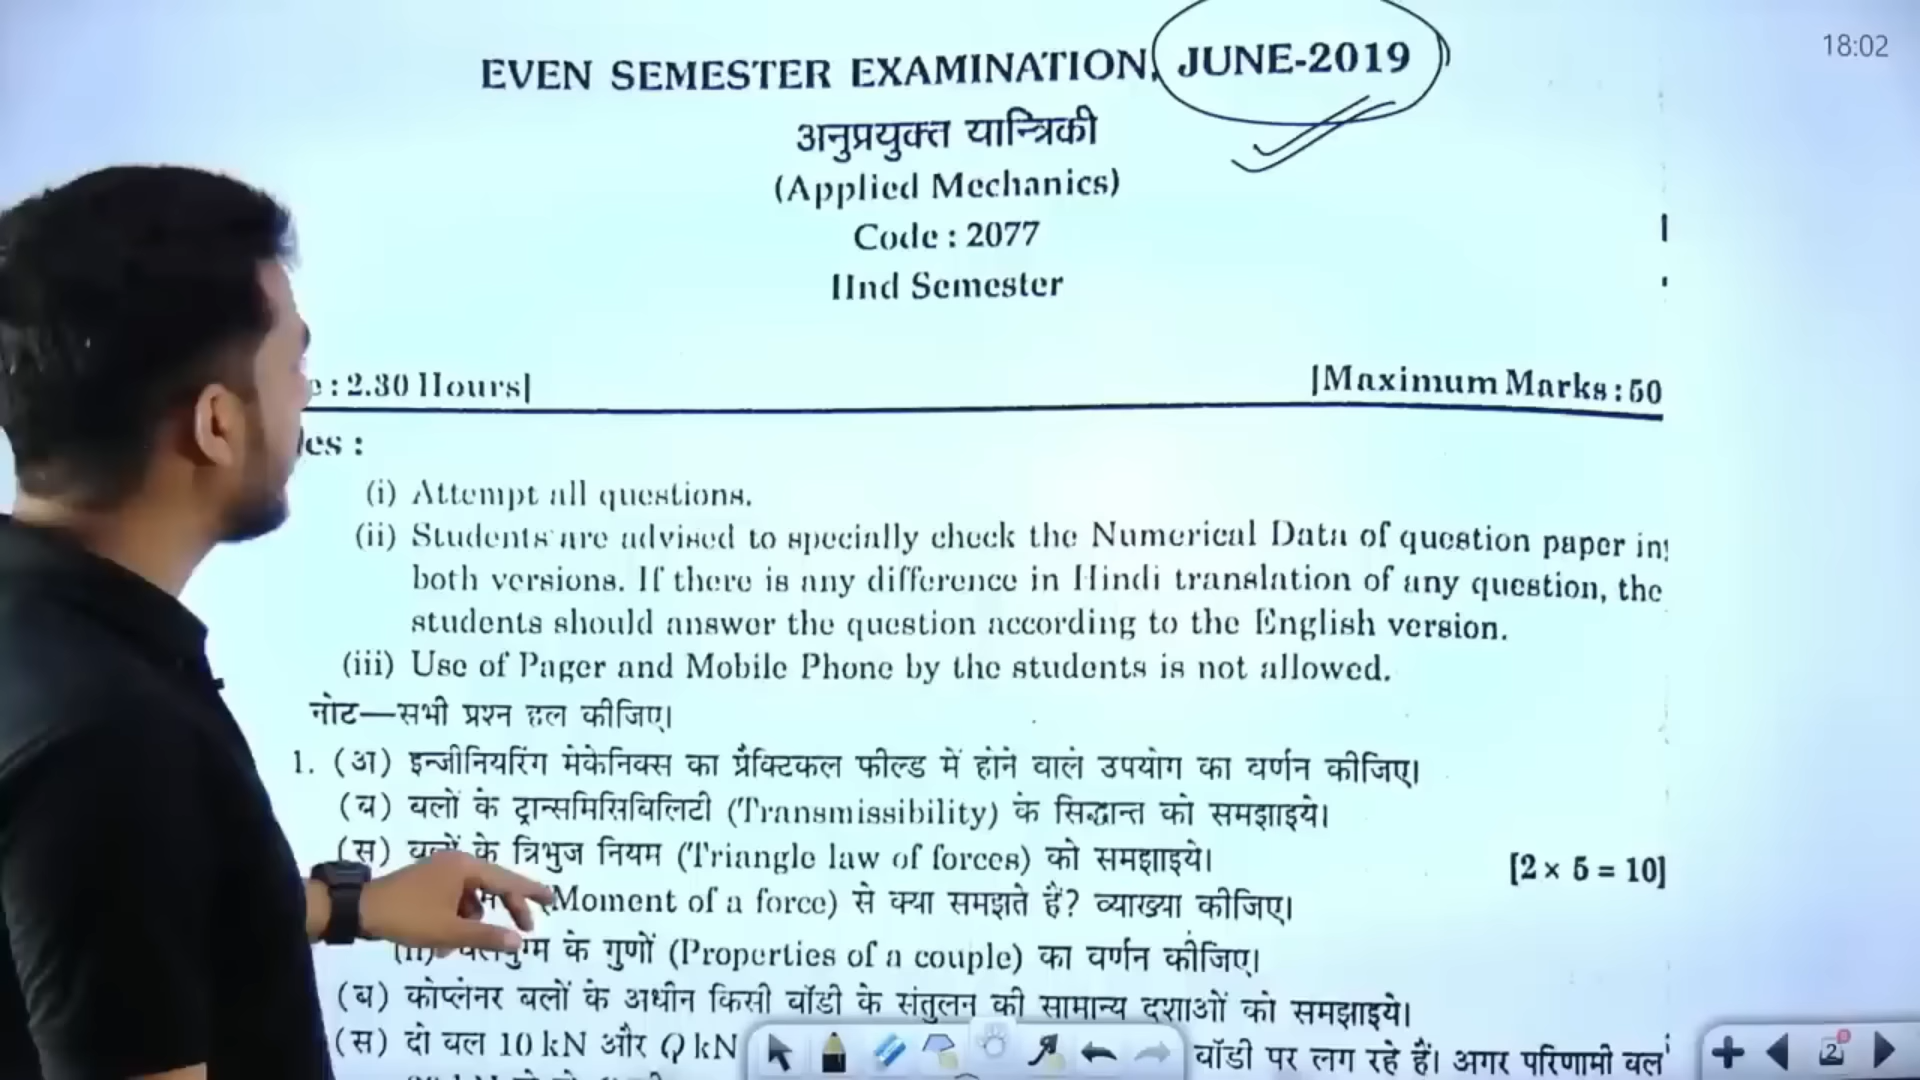 18:02
EVEN SEMESTER EXAMINATION, JUNE-2019
अनुप्रयुक्त यान्त्रिकी
(Applied Mechanics)
Code : 2077
IInd Semester
: 2.30 Hours]
[Maximum Marks : 50
(i) Attempt all questions.
(ii) Students are advised to specially check the Numerical Data of question paper in
both versions. If there is any difference in Hindi translation of any question, the
students should answer the question according to the English version.
(iii) Use of Pager and Mobile Phone by the students is not allowed.
नोट—सभी प्रश्न हल कीजिए।
1. (अ) इन्जीनियरिंग मेकेनिक्स का प्रैक्टिकल फील्ड में होने वाले उपयोग का वर्णन कीजिए।
(ब) बलों के ट्रान्समिसिबिलिटी (Transmissibility) के सिद्धान्त को समझाइये।
(स) बलों के त्रिभुज नियम (Triangle law of forces) को समझाइये।
[2 × 5 = 10]
(Moment of a force) से क्या समझते हैं? व्याख्या कीजिए।
के गुणों (Properties of a couple) का वर्णन कीजिए।
(ब) कोप्लेनर बलों के अधीन किसी बॉडी के संतुलन की सामान्य दशाओं को समझाइये।
(स) दो बल 10 kN और Q kN
बॉडी पर लग रहे हैं। अगर परिणामी बल
2